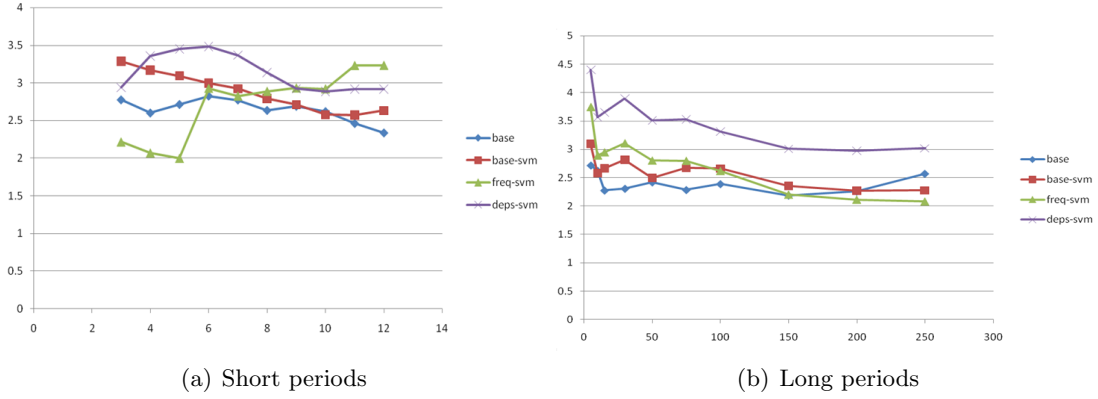 4
3.5
3
2.5
2
1.5
1
0.5
0
0 2 4 6 8 10 12 14
base
base-svm
freq-svm
deps-svm
(a) Short periods
5
4.5
4
3.5
3
2.5
2
1.5
1
0.5
0
0 50 100 150 200 250 300
base
base-svm
freq-svm
deps-svm
(b) Long periods